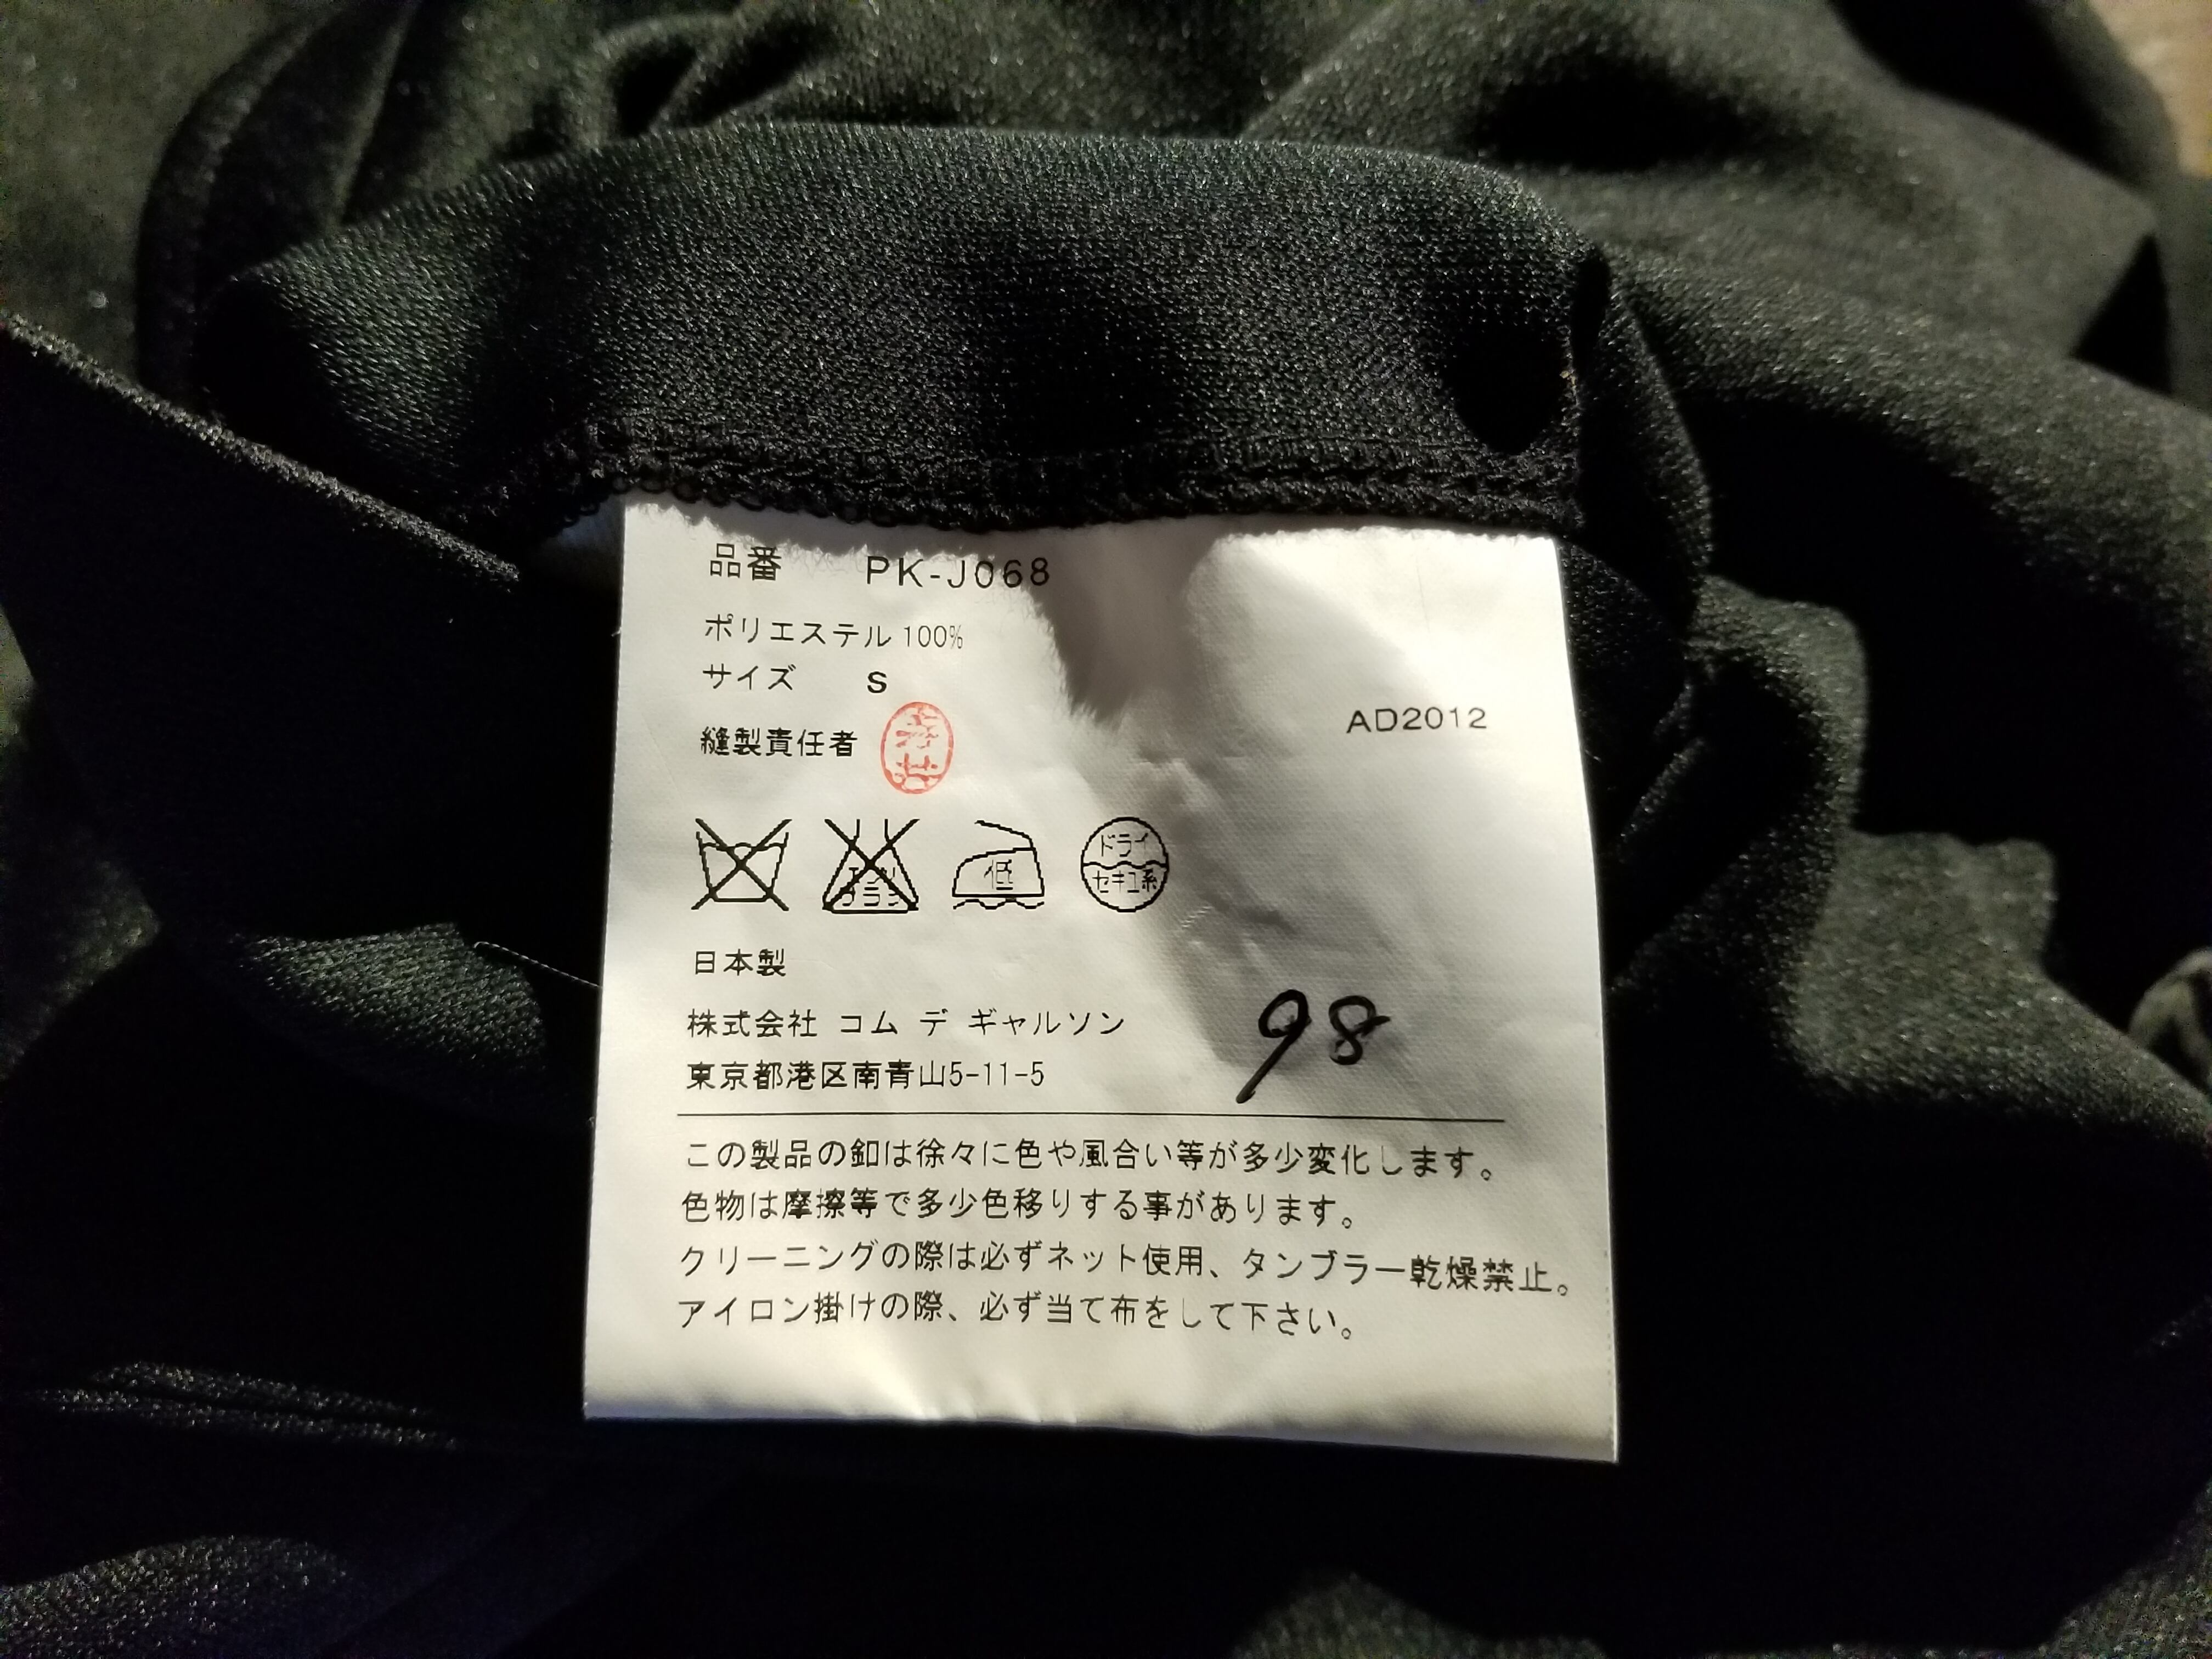 品番 PK-J068
ポリエステル 100%
サイズ S
AD2012
縫製責任者
エンソ
サラシ
低
ドライ
セキユ系
日本製
株式会社 コム デ ギャルソン
98
東京都港区南青山5-11-5
この製品の釦は徐々に色や風合い等が多少変化します。
色物は摩擦等で多少色移りする事があります。
クリーニングの際は必ずネット使用、タンブラー乾燥禁止。
アイロン掛けの際、必ず当て布をして下さい。